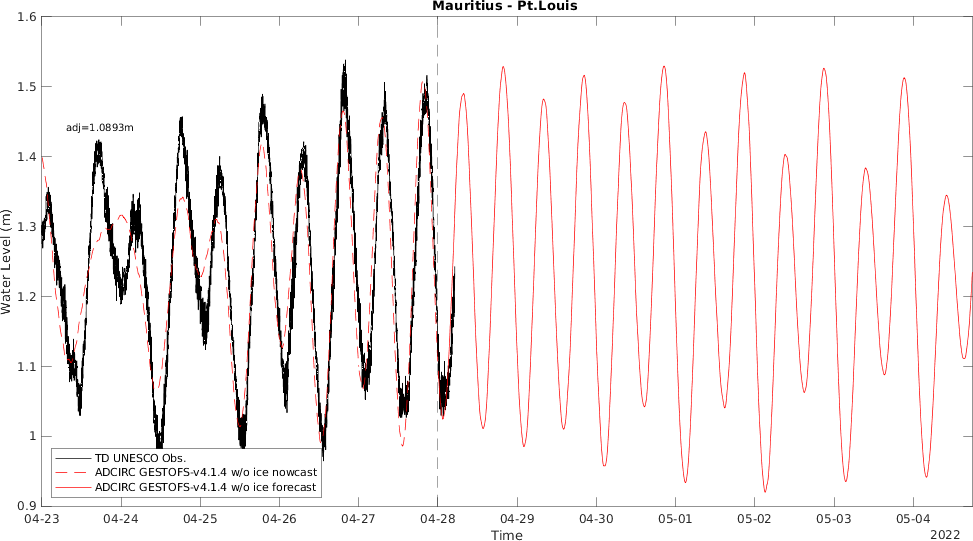 Mauritius - Pt.Louis
1.6
1.5
1.4
1.3
1.2
1.1
1
0.9
Water Level (m)
adj=1.0893m
TD UNESCO Obs.
ADCIRC GESTOFS-v4.1.4 w/o ice nowcast
ADCIRC GESTOFS-v4.1.4 w/o ice forecast
04-23 04-24 04-25 04-26 04-27 04-28 04-29 04-30 05-01 05-02 05-03 05-04
Time
2022